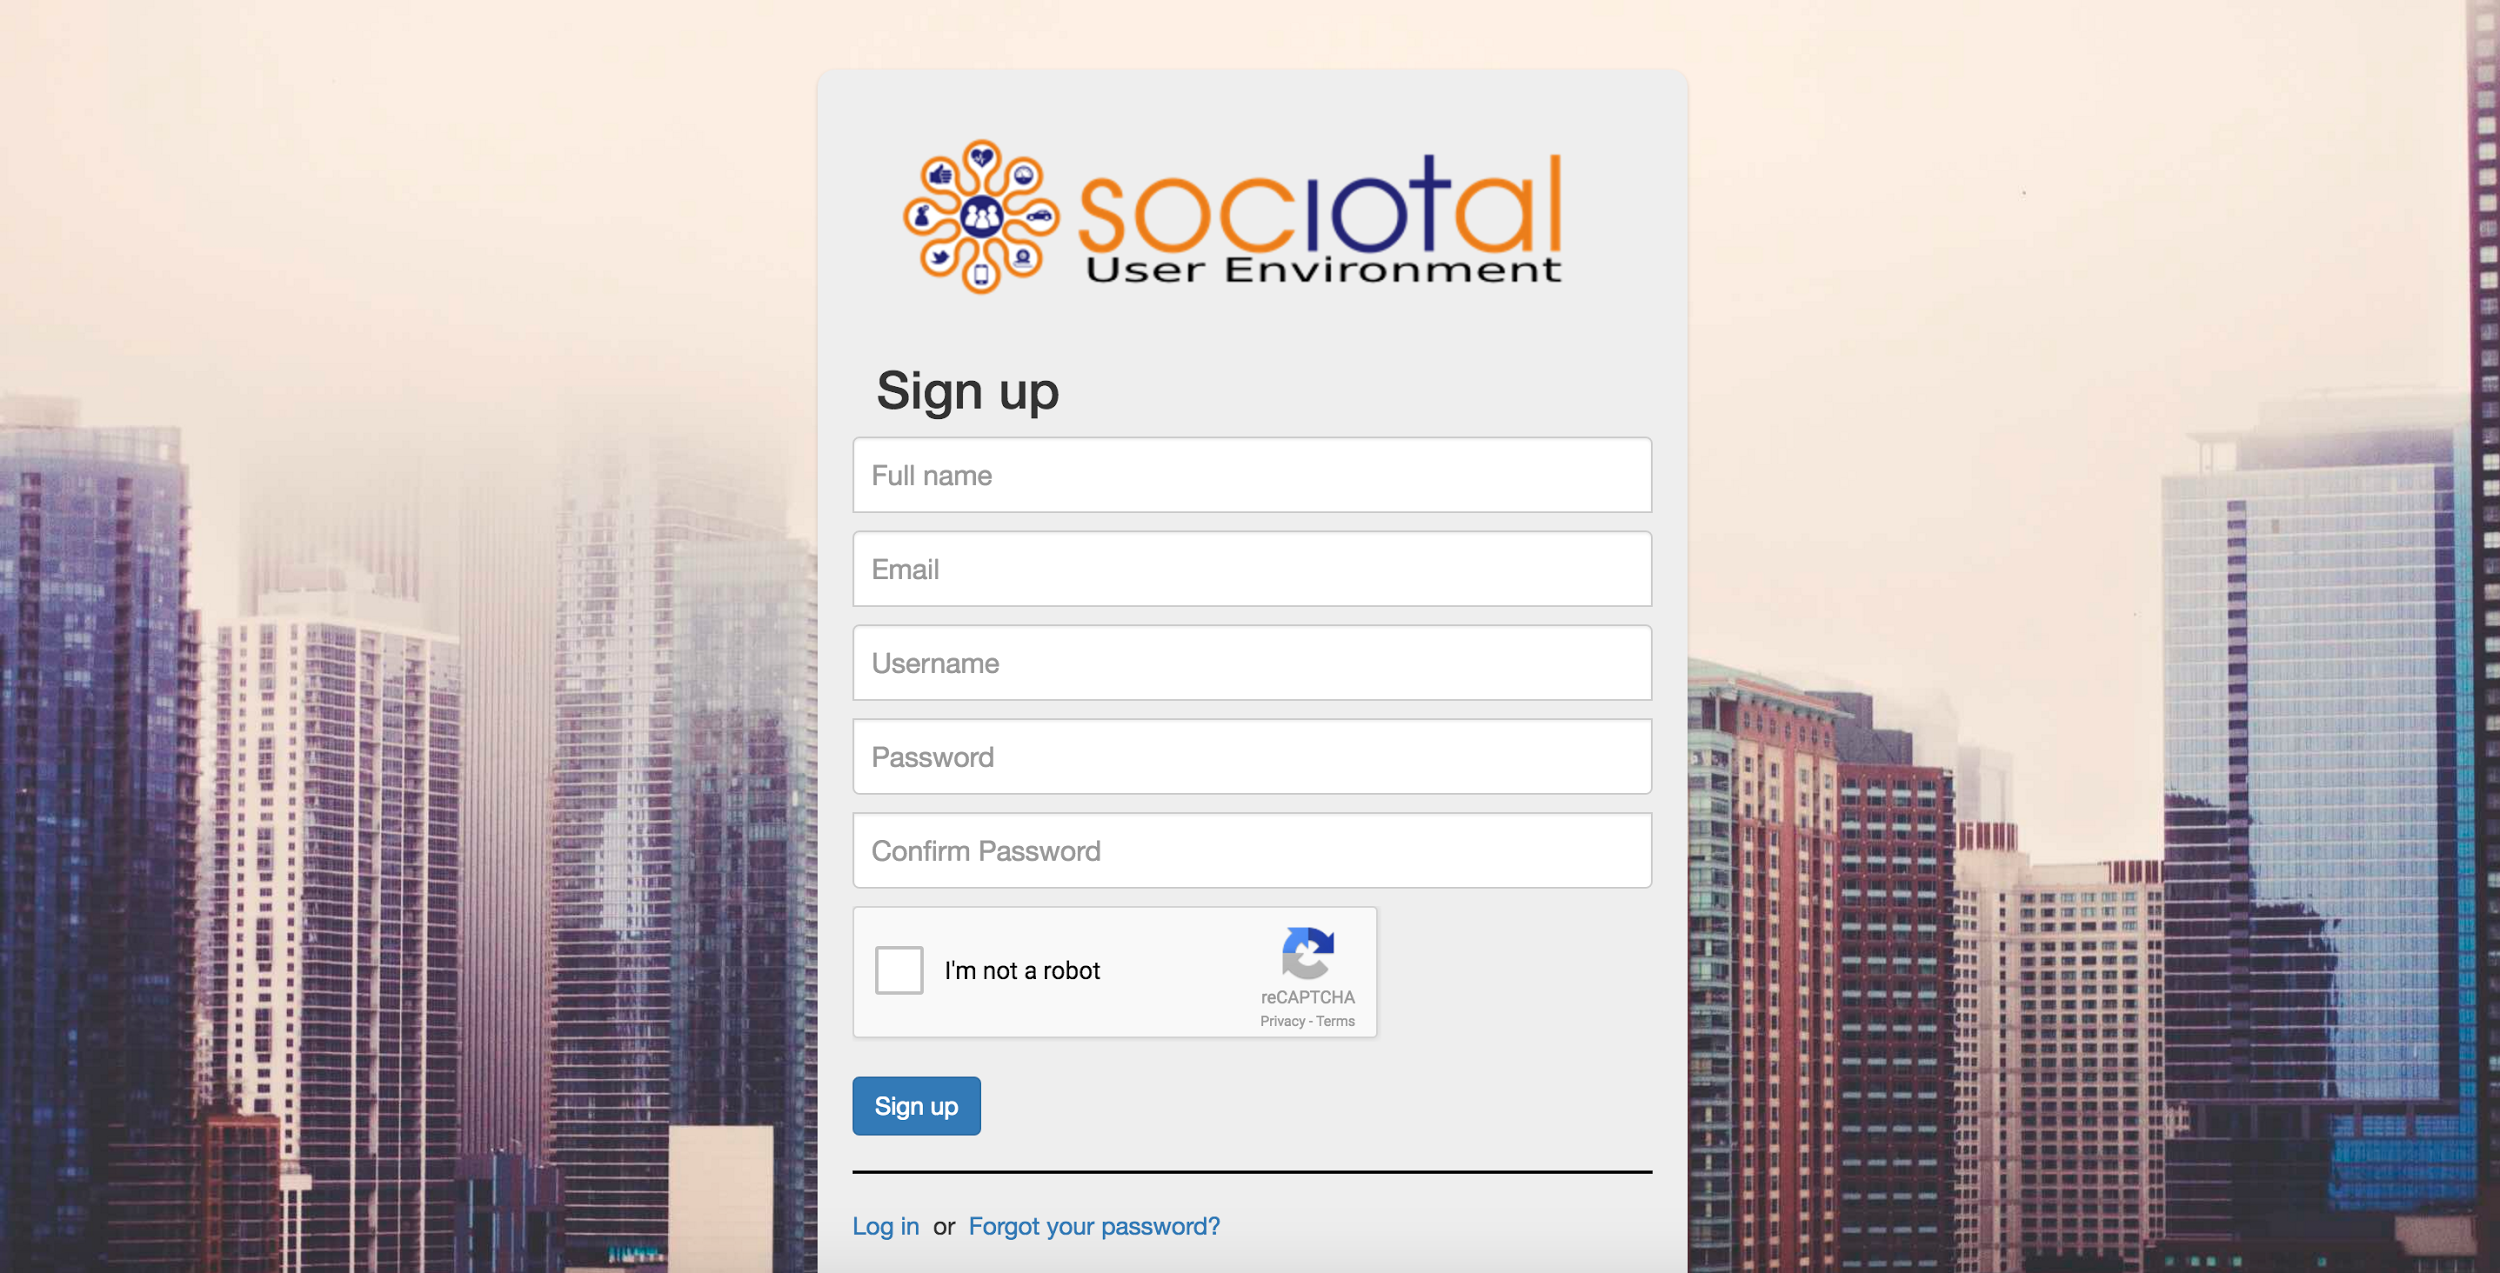 sociotal
User Environment
Sign up
Full name
Email
Username
Password
Confirm Password
I'm not a robot
reCAPTCHA
Privacy - Terms
Sign up
Log in or Forgot your password?